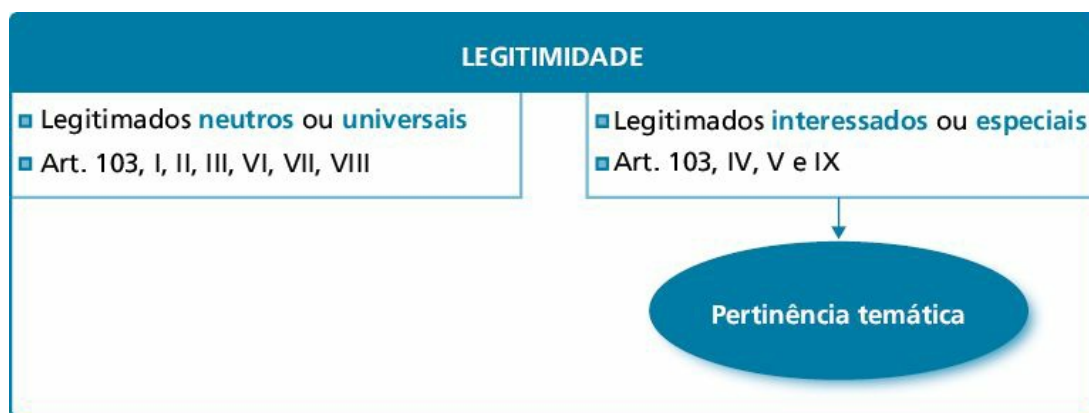 LEGITIMIDADE
Legitimados neutros ou universais
Art. 103, I, II, III, VI, VII, VIII
Legitimados interessados ou especiais
Art. 103, IV, V e IX
Pertinência temática